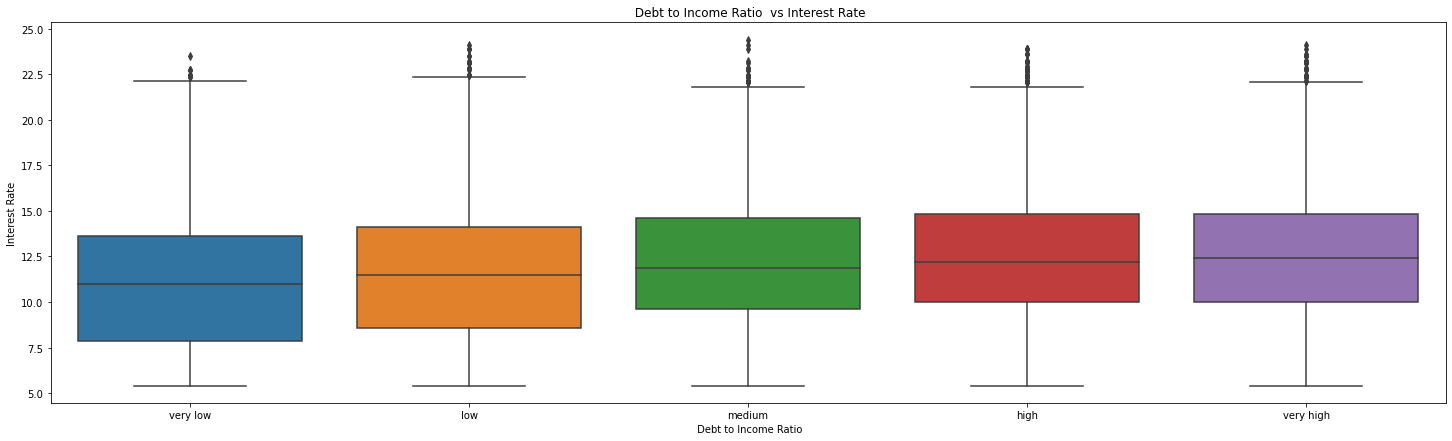 Debt to Income Ratio  vs Interest Rate
25.0
22.5
20.0
17.5
15.0
12.5
10.0
7.5
5.0
Interest Rate
very low
low
medium
high
very high
Debt to Income Ratio